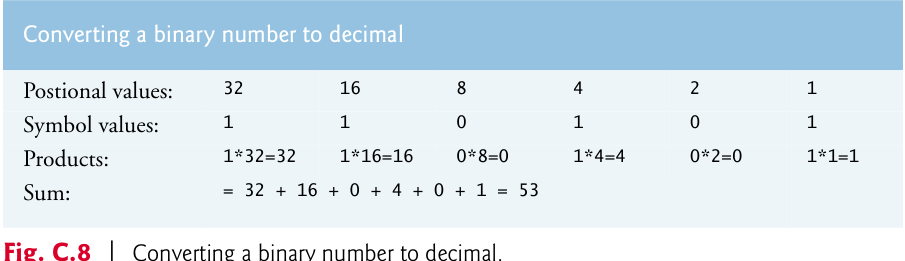 Converting a binary number to decimal
Postional values: 32 16 8 4 2 1
Symbol values: 1 1 0 1 0 1
Products: 1*32=32 1*16=16 0*8=0 1*4=4 0*2=0 1*1=1
Sum: = 32 + 16 + 0 + 4 + 0 + 1 = 53
Fig. C.8 | Converting a binary number to decimal.